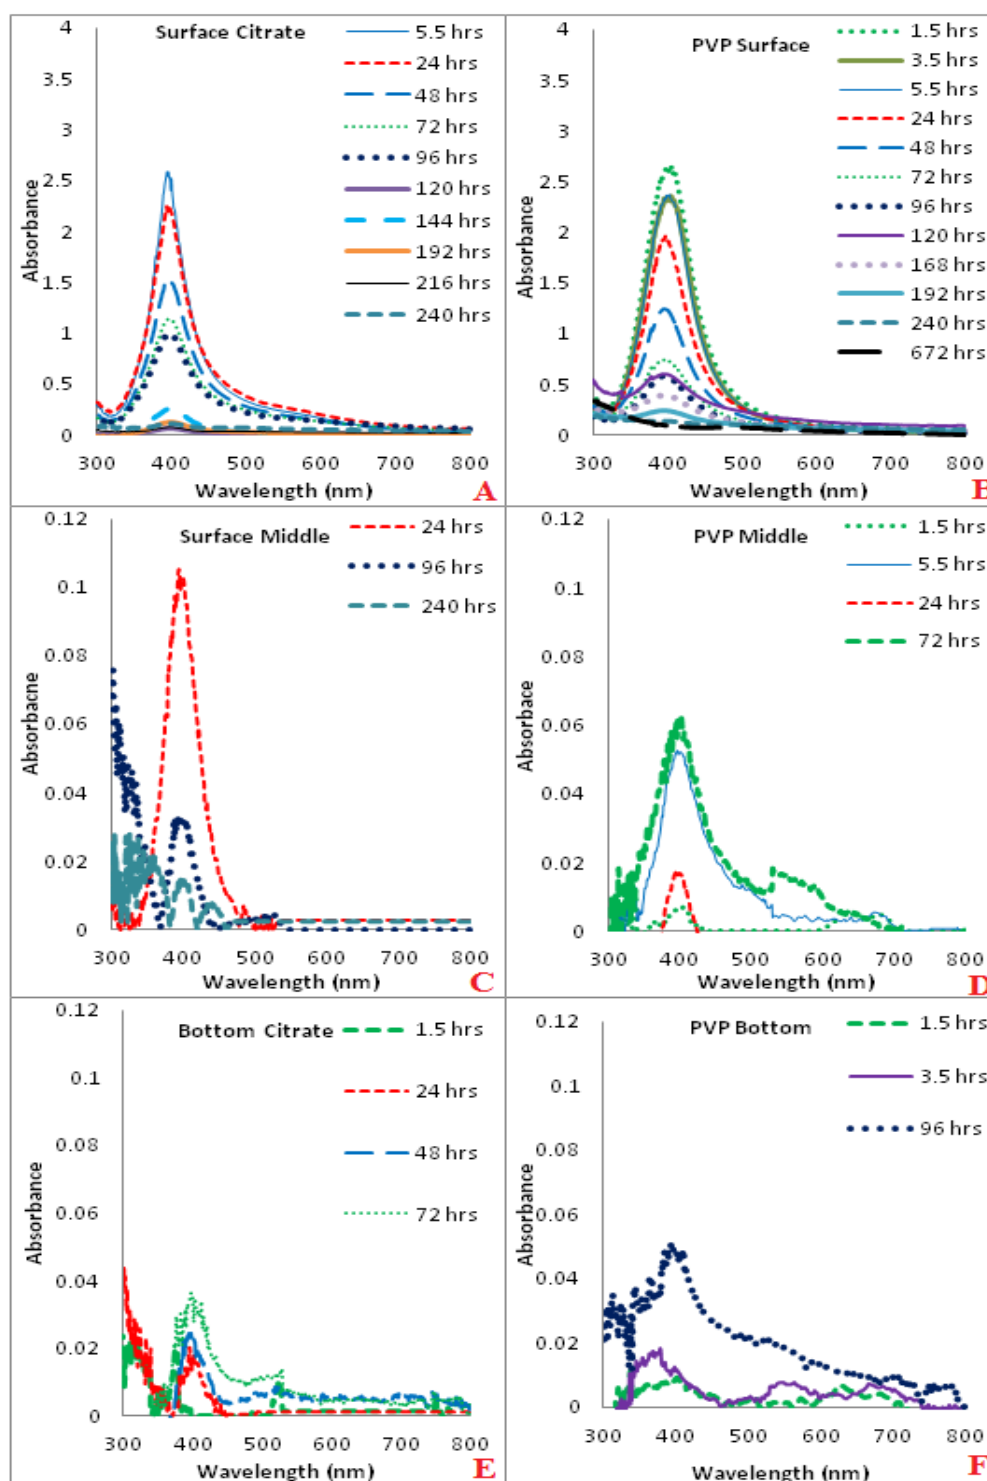 Surface Citrate
5.5 hrs
24 hrs
48 hrs
72 hrs
96 hrs
120 hrs
144 hrs
192 hrs
216 hrs
240 hrs
4
3.5
3
2.5
2
1.5
1
0.5
0
Absorbance
300 400 500 600 700 800
Wavelength (nm)
A
PVP Surface
1.5 hrs
3.5 hrs
5.5 hrs
24 hrs
48 hrs
72 hrs
96 hrs
120 hrs
168 hrs
192 hrs
240 hrs
672 hrs
4
3.5
3
2.5
2
1.5
1
0.5
0
Absorbance
300 400 500 600 700 800
Wavelength (nm)
B
Surface Middle
24 hrs
96 hrs
240 hrs
0.12
0.1
0.08
0.06
0.04
0.02
0
Absorbacne
300 400 500 600 700 800
Wavelength (nm)
C
PVP Middle
1.5 hrs
5.5 hrs
24 hrs
72 hrs
0.12
0.1
0.08
0.06
0.04
0.02
0
Absorbace
300 400 500 600 700 800
Wavelength (nm)
D
Bottom Citrate
1.5 hrs
24 hrs
48 hrs
72 hrs
0.12
0.1
0.08
0.06
0.04
0.02
0
Absorbance
300 400 500 600 700 800
Wavelength (nm)
E
PVP Bottom
1.5 hrs
3.5 hrs
96 hrs
0.12
0.1
0.08
0.06
0.04
0.02
0
Absorbance
300 400 500 600 700 800
Wavelength (nm)
F